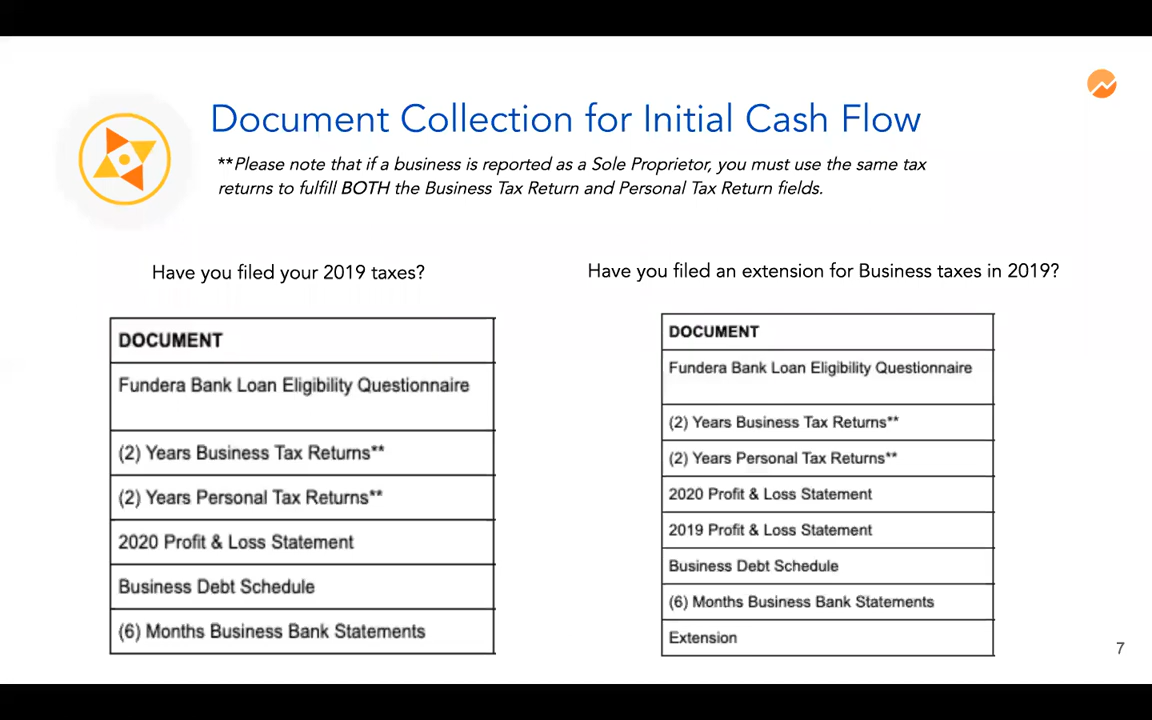 Document Collection for Initial Cash Flow
**Please note that if a business is reported as a Sole Proprietor, you must use the same tax
returns to fulfill BOTH the Business Tax Return and Personal Tax Return fields.
Have you filed your 2019 taxes?
DOCUMENT
Fundera Bank Loan Eligibility Questionnaire
(2) Years Business Tax Returns**
(2) Years Personal Tax Returns**
2020 Profit & Loss Statement
Business Debt Schedule
(6) Months Business Bank Statements
Have you filed an extension for Business taxes in 2019?
DOCUMENT
Fundera Bank Loan Eligibility Questionnaire
(2) Years Business Tax Returns**
(2) Years Personal Tax Returns**
2020 Profit & Loss Statement
2019 Profit & Loss Statement
Business Debt Schedule
(6) Months Business Bank Statements
Extension
7